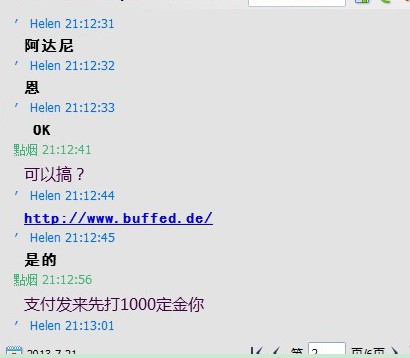 Helen 21:12:31
阿达尼
Helen 21:12:32
恩
Helen 21:12:33
OK
點烟 21:12:41
可以搞？
Helen 21:12:44
http://www.buffed.de/
Helen 21:12:45
是的
點烟 21:12:56
支付发来先打1000定金你
Helen 21:13:01
2013-7-21 第 2 页/6页